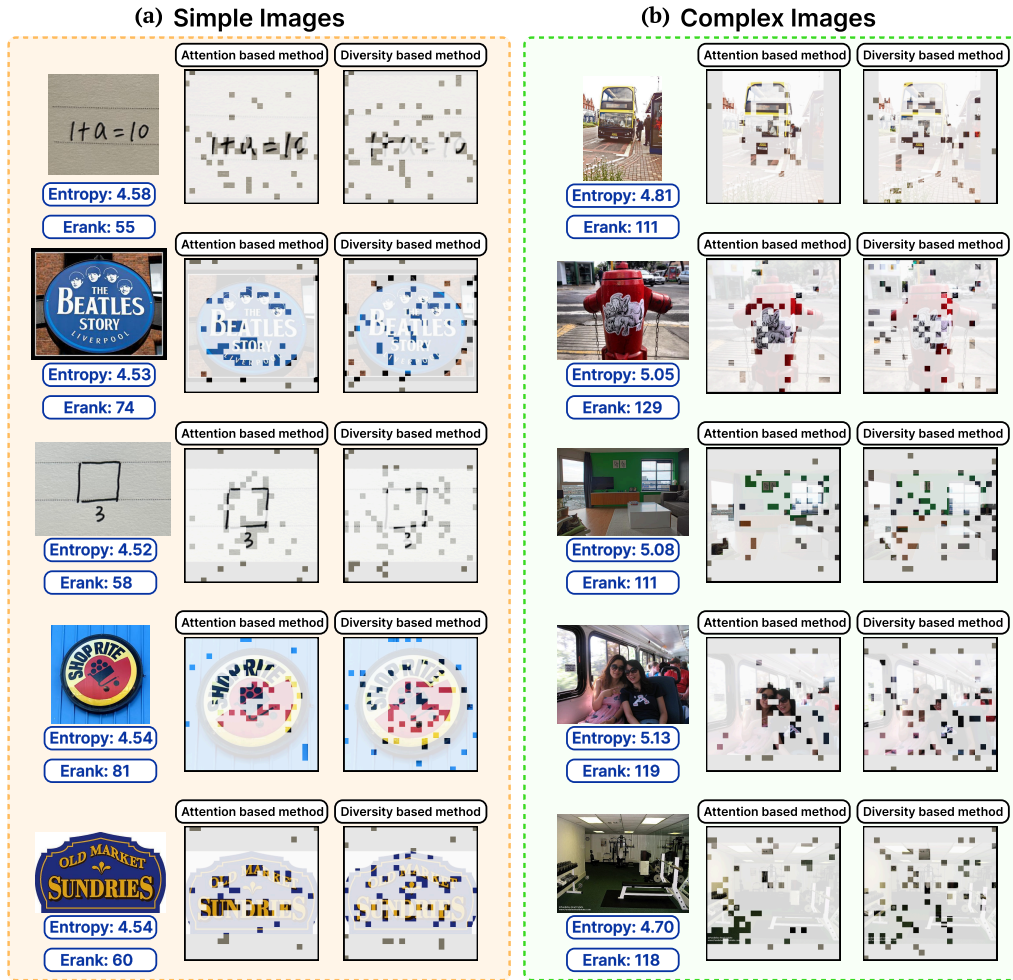 (a) Simple Images
Attention based method
Diversity based method
1+a=10
Entropy: 4.58
Erank: 55
Attention based method
Diversity based method
THE
BEATLES
STORY
LIVERPOOL
Entropy: 4.53
Erank: 74
Attention based method
Diversity based method
3
Entropy: 4.52
Erank: 58
Attention based method
Diversity based method
SHOP RITE
Entropy: 4.54
Erank: 81
Attention based method
Diversity based method
OLD MARKET
SUNDRIES
Entropy: 4.54
Erank: 60
(b) Complex Images
Attention based method
Diversity based method
Entropy: 4.81
Erank: 111
Attention based method
Diversity based method
Entropy: 5.05
Erank: 129
Attention based method
Diversity based method
Entropy: 5.08
Erank: 111
Attention based method
Diversity based method
Entropy: 5.13
Erank: 119
Attention based method
Diversity based method
Entropy: 4.70
Erank: 118